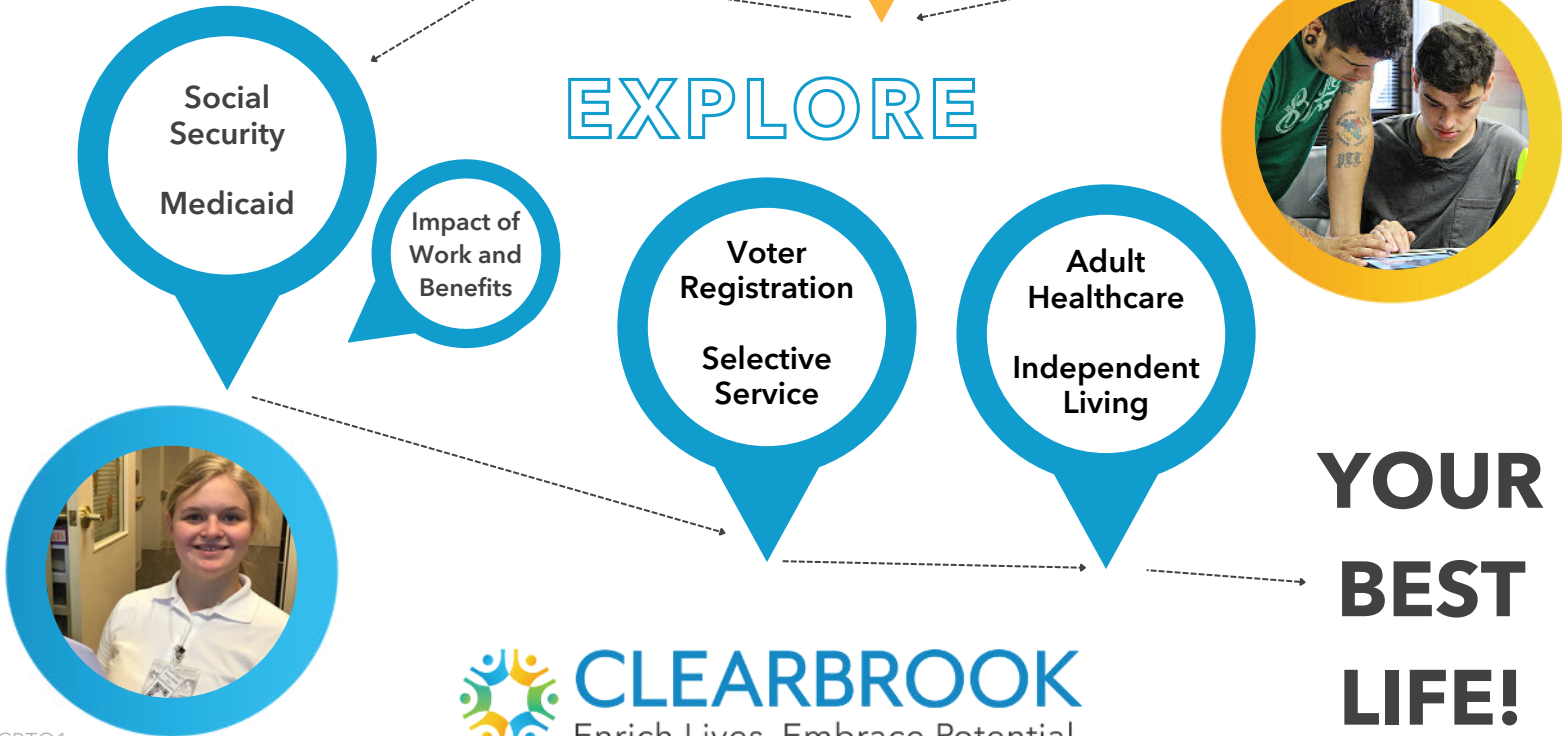 EXPLORE
Social
Security
Medicaid
Impact of
Work and
Benefits
Voter
Registration
Selective
Service
Adult
Healthcare
Independent
Living
YOUR
BEST
LIFE!
CLEARBROOK
Enrich Lives. Embrace Potential.